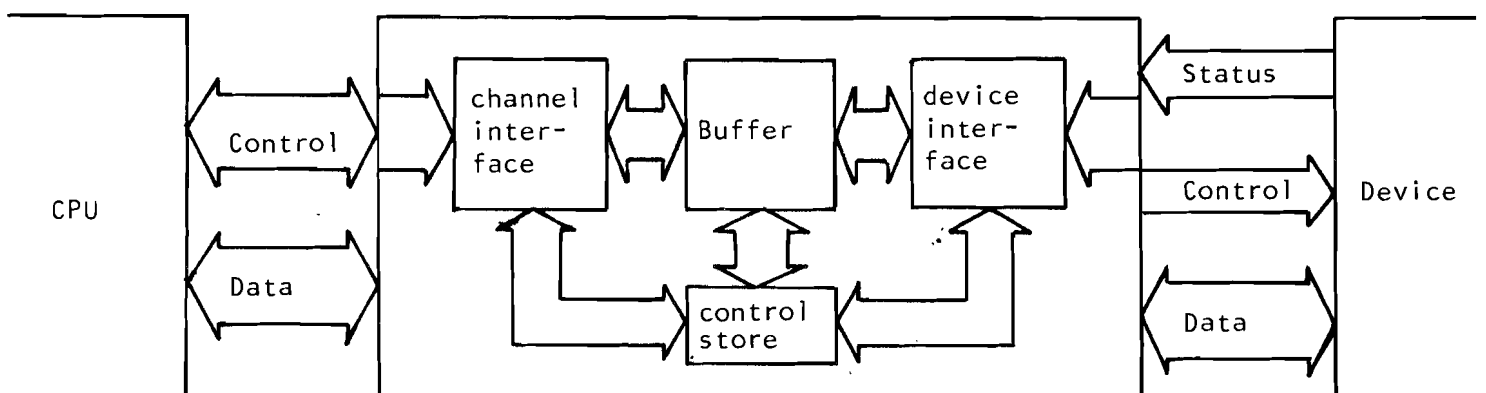 CPU
Control
Data
channel
inter-
face
Buffer
device
inter-
face
control
store
Status
Control
Data
Device